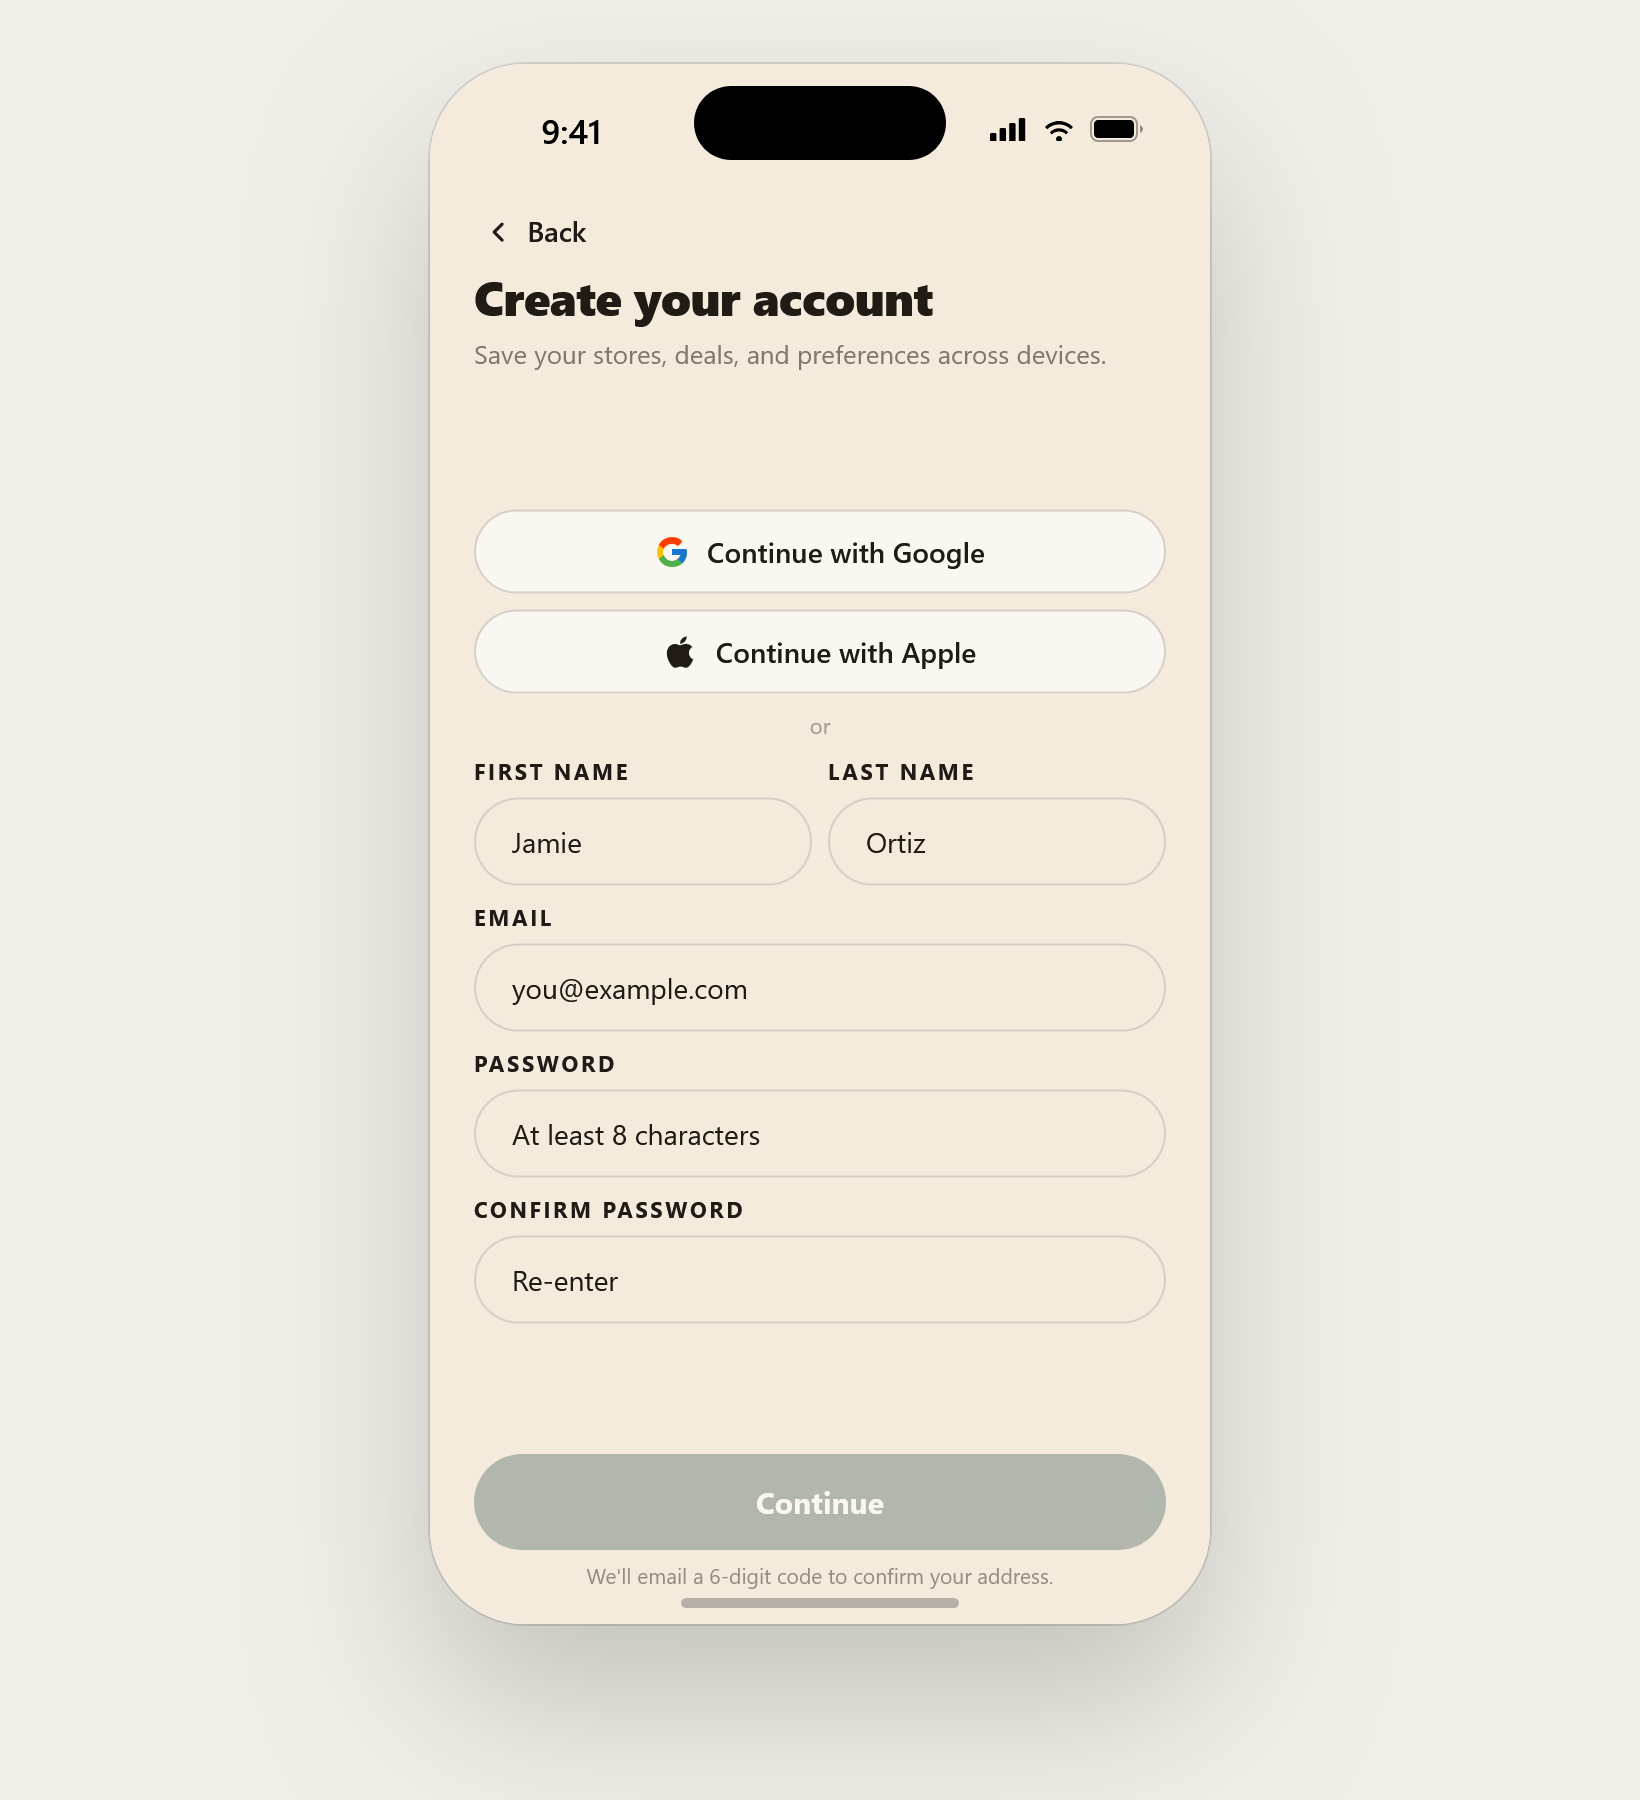 9:41
Back
Create your account
Save your stores, deals, and preferences across devices.
Continue with Google
Continue with Apple
or
FIRST NAME LAST NAME
Jamie Ortiz
EMAIL
you@example.com
PASSWORD
At least 8 characters
CONFIRM PASSWORD
Re-enter
Continue
We'll email a 6-digit code to confirm your address.